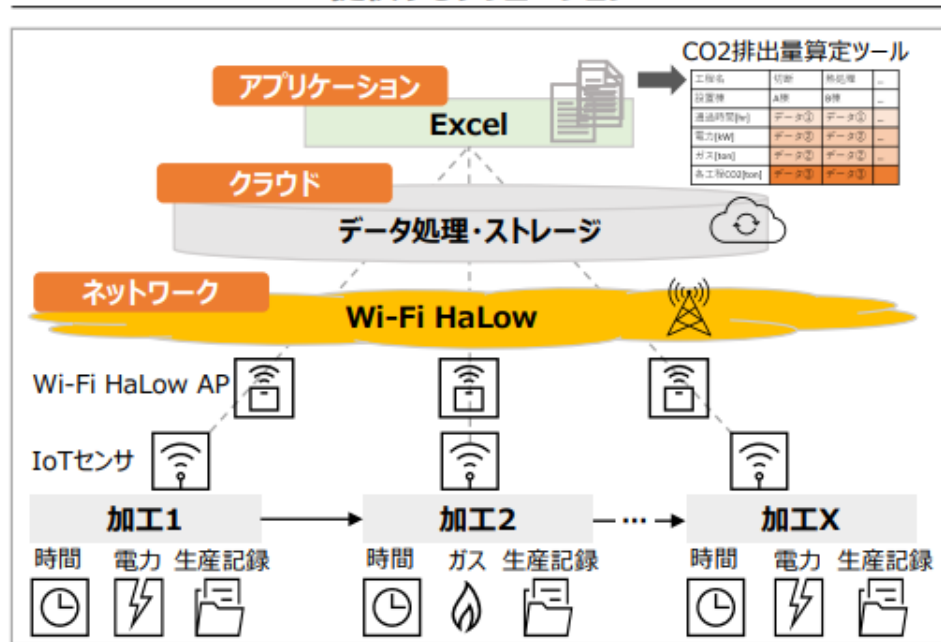 CO2排出量算定ツール
アプリケーション
Excel
工程名 切断 熱処理 ...
設置棟 A棟 B棟 ...
通過時間[hr] データ① データ① ...
電力[kW] データ② データ② ...
ガス[ton] データ② データ② ...
各工程CO2[ton] データ③ データ③
クラウド
データ処理・ストレージ
ネットワーク
Wi-Fi HaLow
Wi-Fi HaLow AP
IoTセンサ
加工1 加工2 ... 加工X
時間 電力 生産記録 時間 ガス 生産記録 時間 電力 生産記録